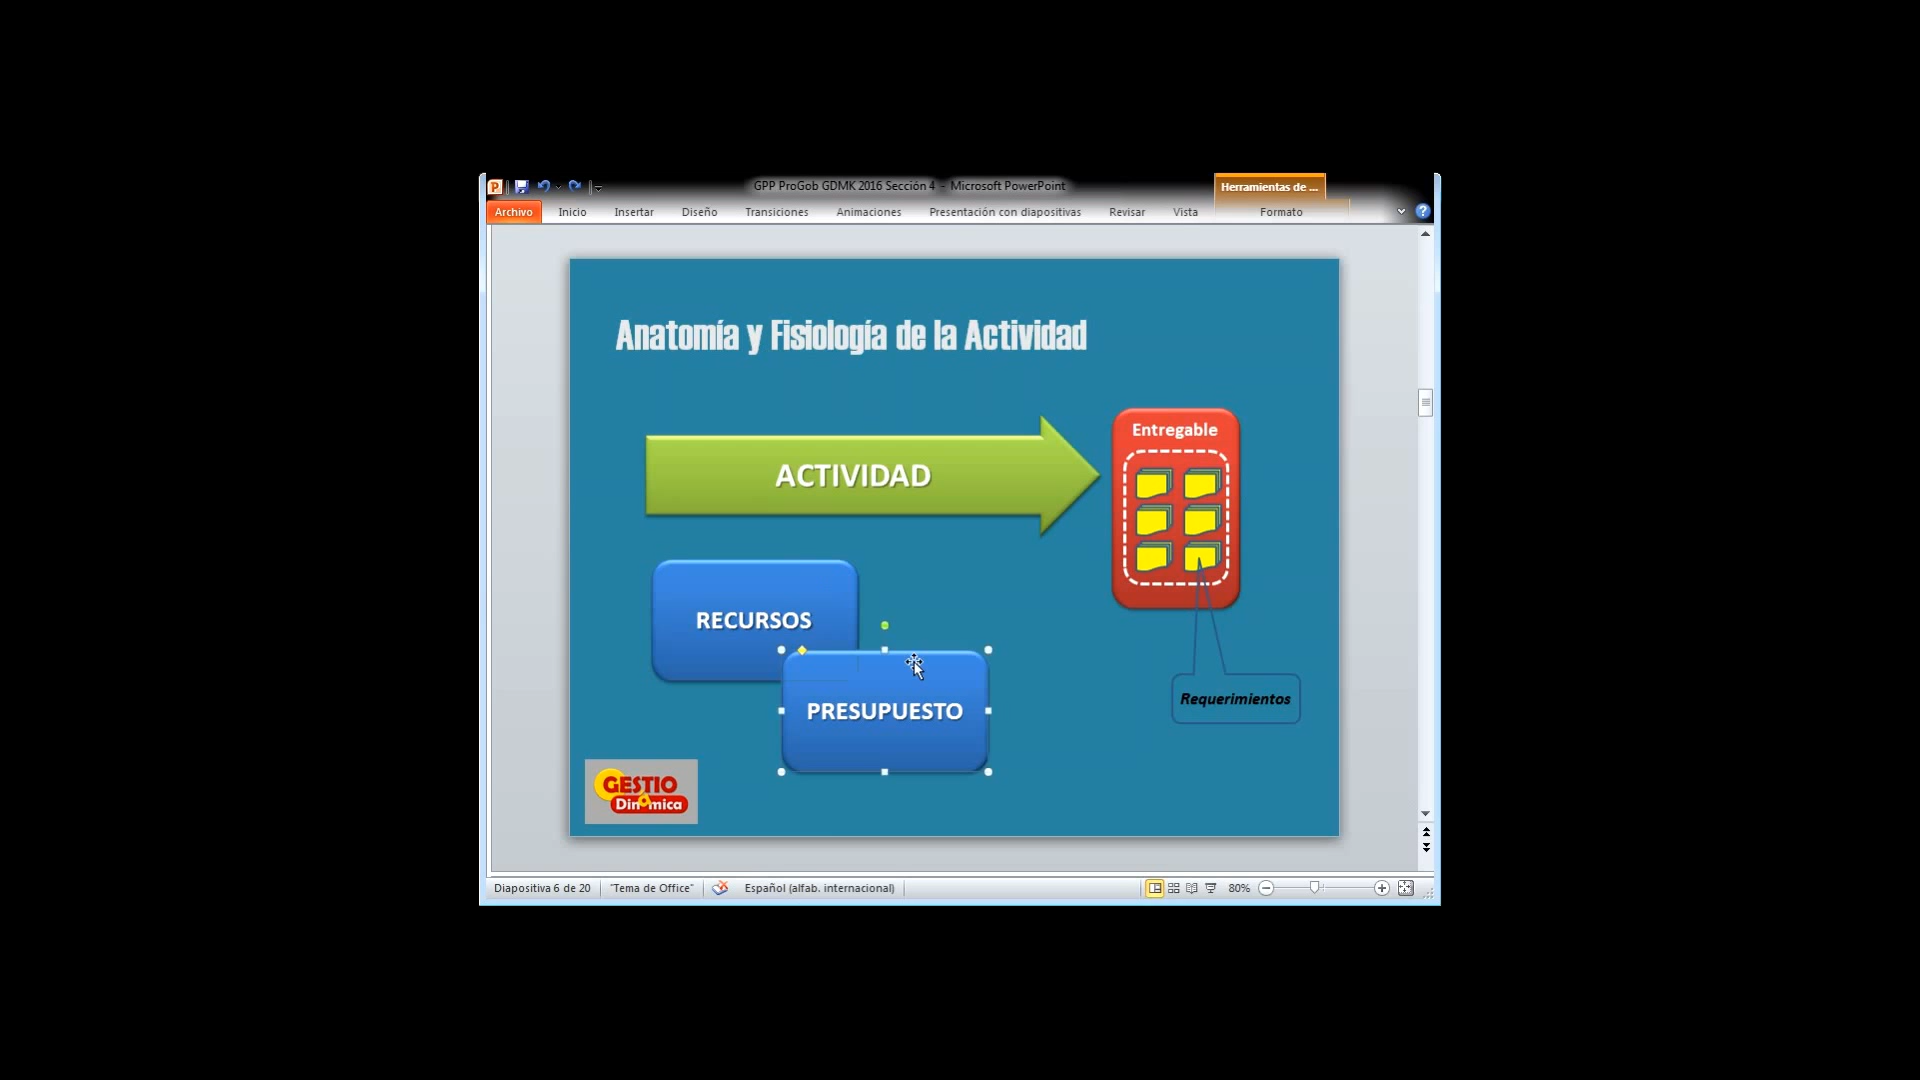 GPP ProGob GDMK 2016 Sección 4 - Microsoft PowerPoint
Herramientas de ...
Archivo Inicio Insertar Diseño Transiciones Animaciones Presentación con diapositivas Revisar Vista Formato
Anatomía y Fisiología de la Actividad
ACTIVIDAD
Entregable
RECURSOS
PRESUPUESTO
Requerimientos
GESTIO
Dinámica
Diapositiva 6 de 20 "Tema de Office" Español (alfab. internacional) 80%